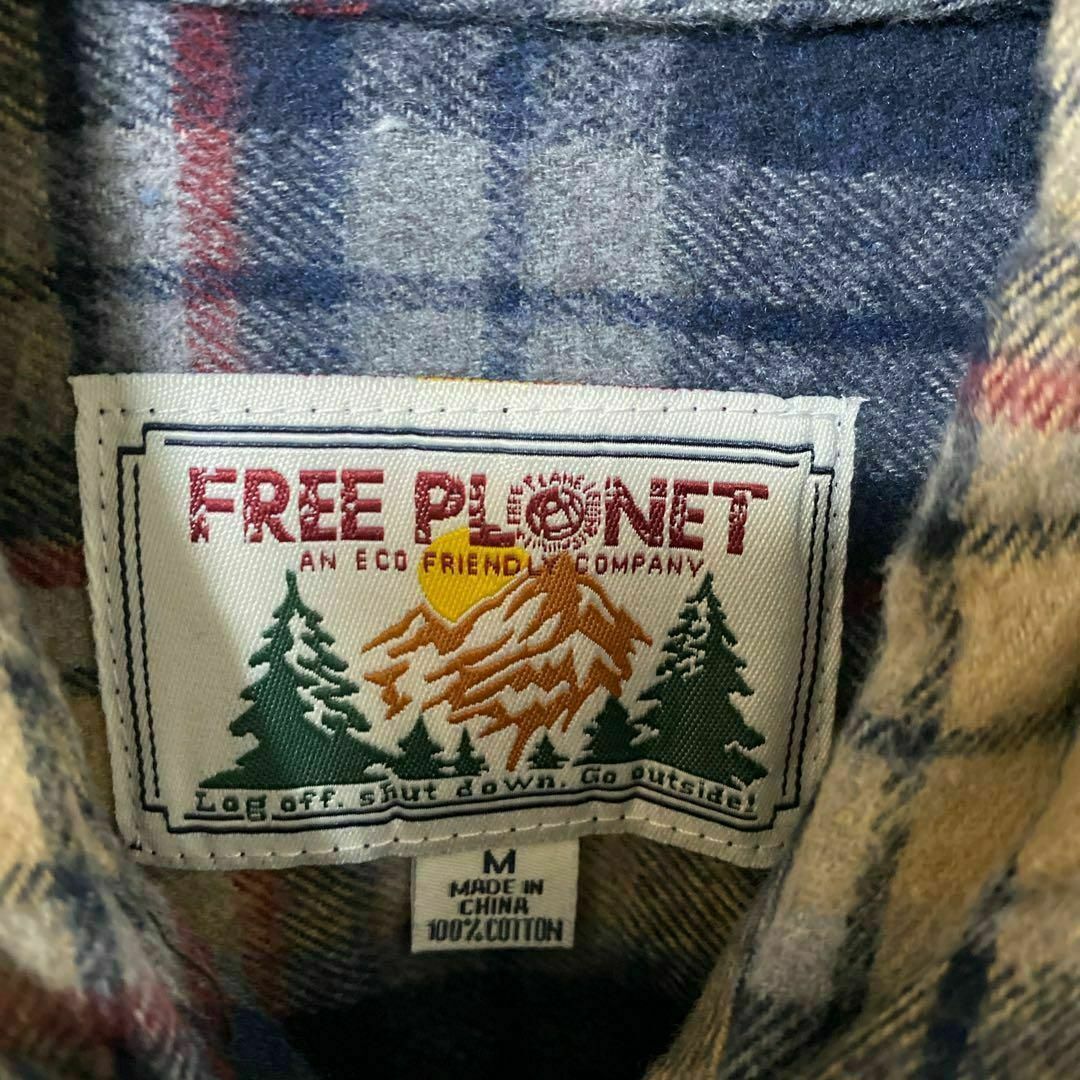 FREE PLANET
AN ECO FRIENDLY COMPANY
Log off. shut down. Go outside!
M
MADE IN
CHINA
100% COTTON